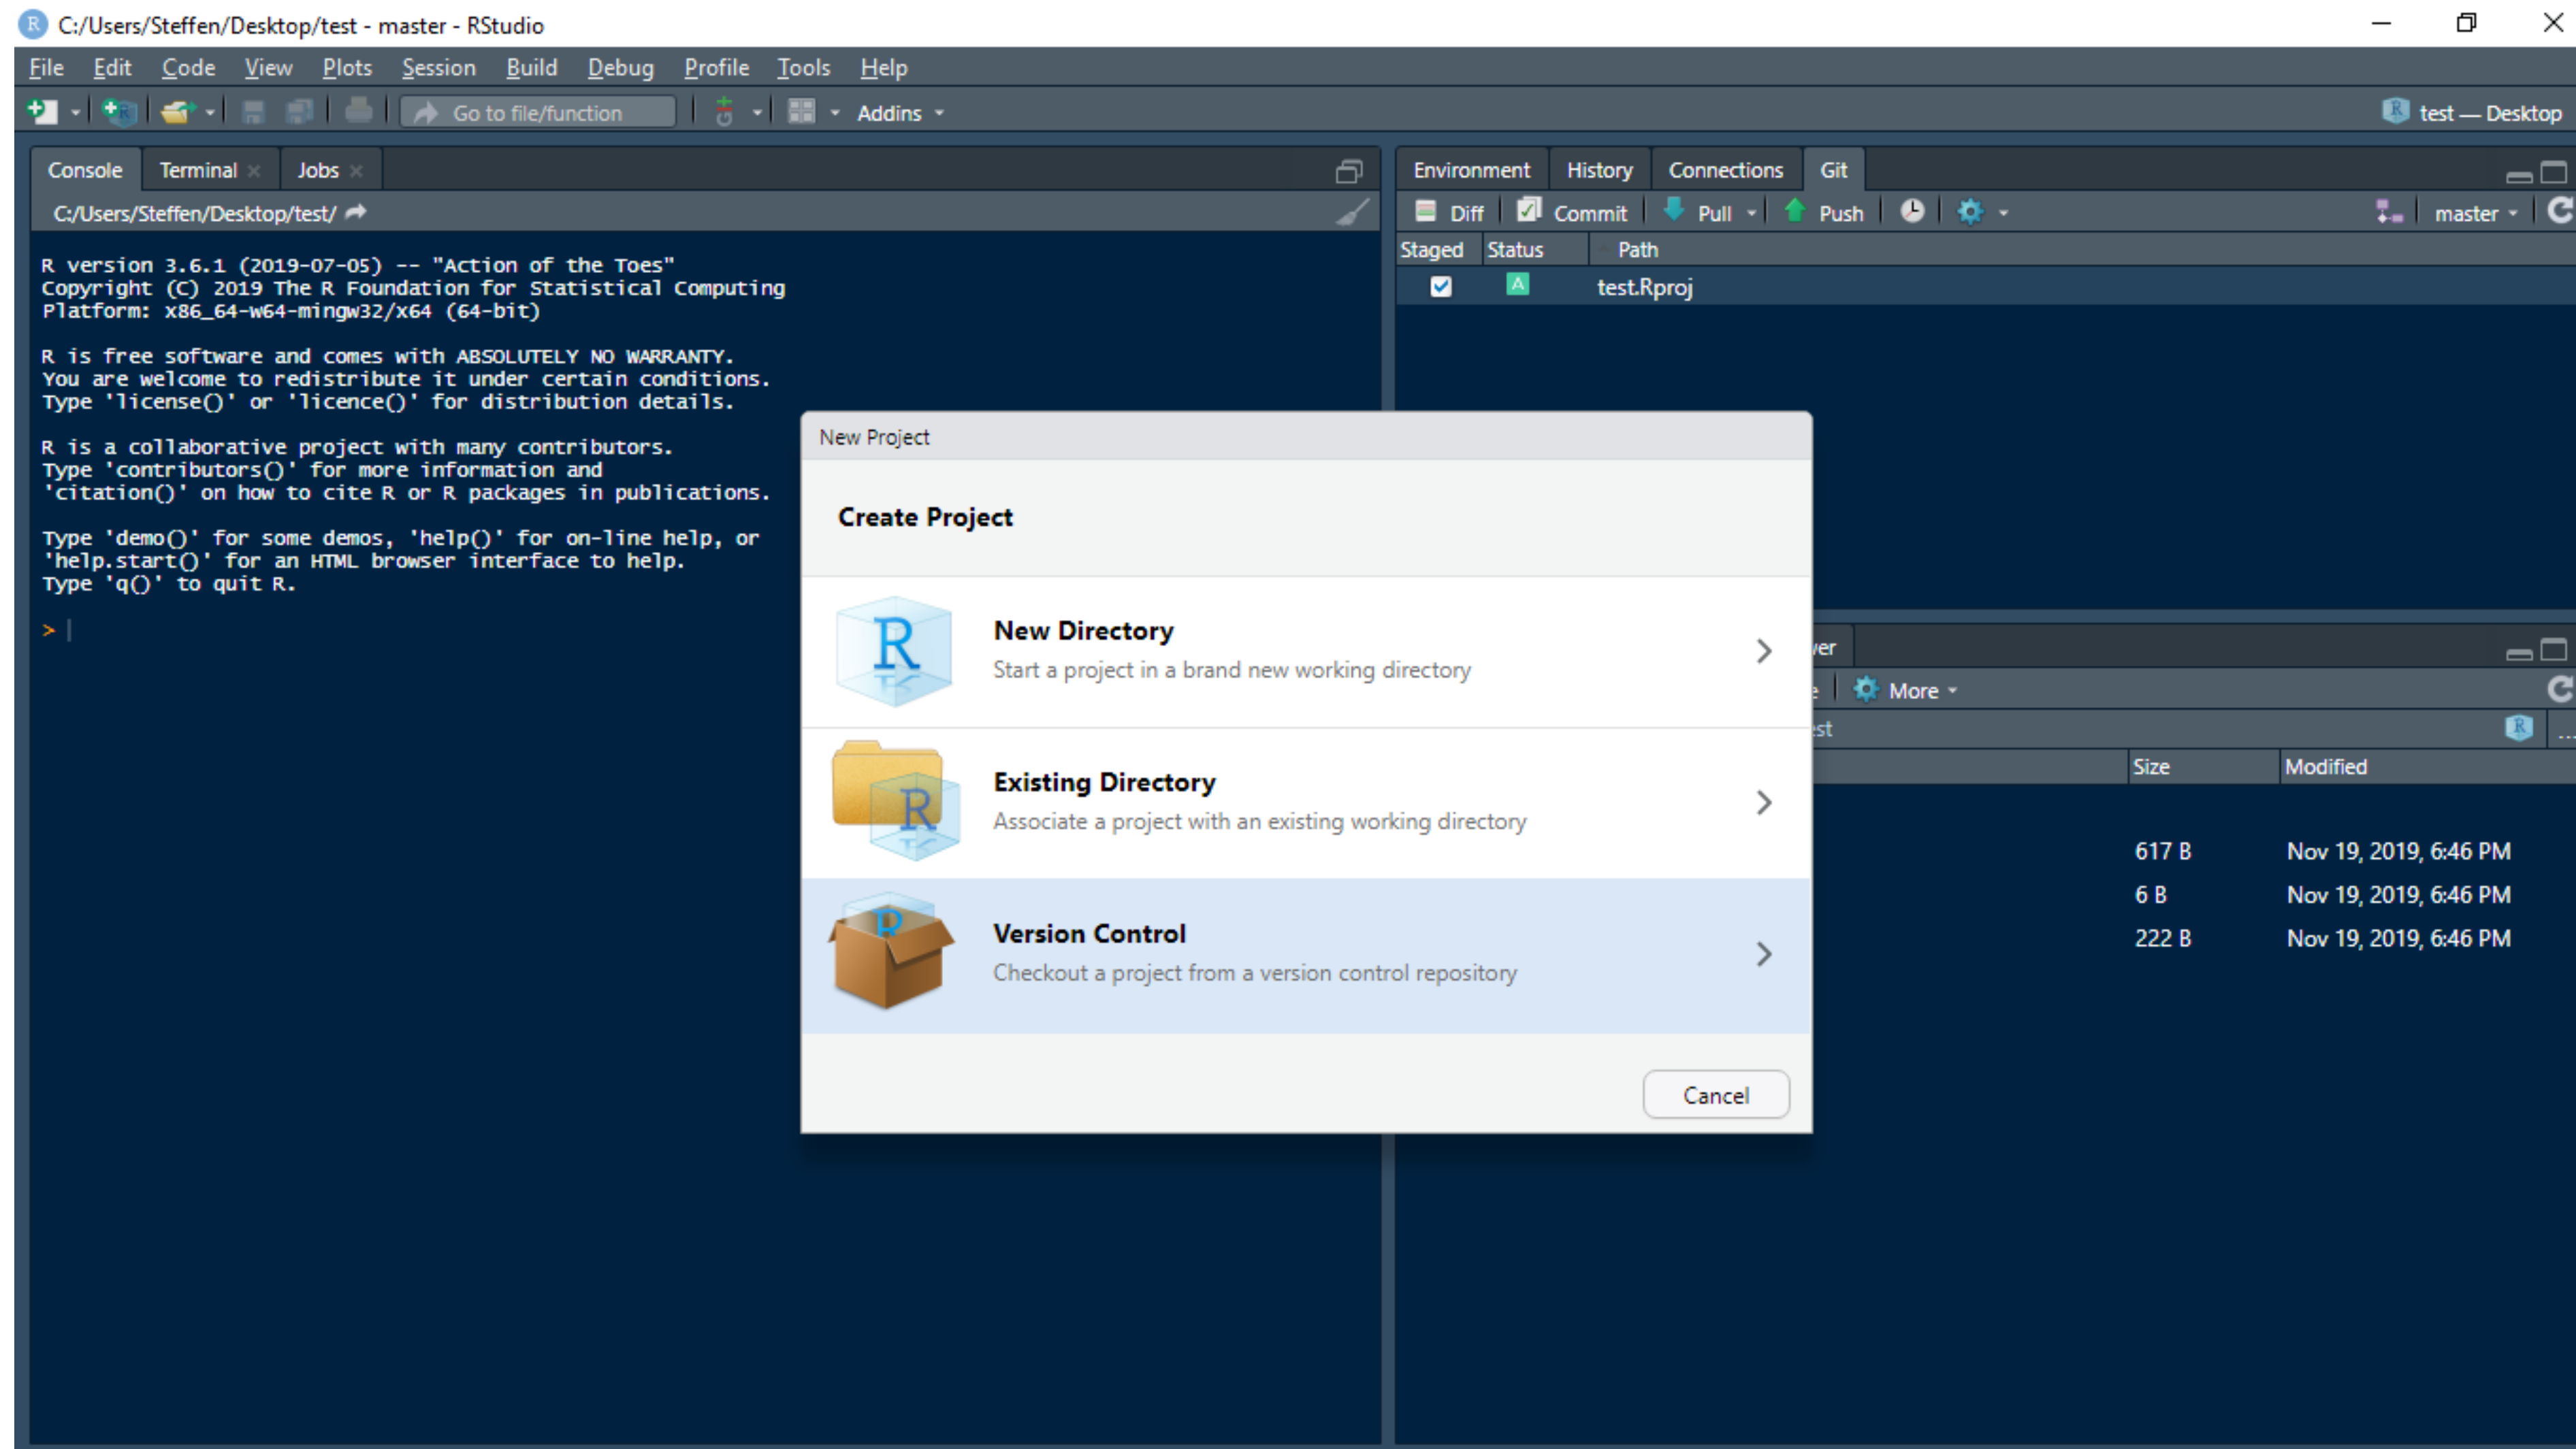 C:/Users/Steffen/Desktop/test - master - RStudio
File Edit Code View Plots Session Build Debug Profile Tools Help
Go to file/function Addins test — Desktop
Console Terminal Jobs
C:/Users/Steffen/Desktop/test/
R version 3.6.1 (2019-07-05) -- "Action of the Toes"
Copyright (C) 2019 The R Foundation for Statistical Computing
Platform: x86_64-w64-mingw32/x64 (64-bit)
R is free software and comes with ABSOLUTELY NO WARRANTY.
You are welcome to redistribute it under certain conditions.
Type 'license()' or 'licence()' for distribution details.
R is a collaborative project with many contributors.
Type 'contributors()' for more information and
'citation()' on how to cite R or R packages in publications.
Type 'demo()' for some demos, 'help()' for on-line help, or
'help.start()' for an HTML browser interface to help.
Type 'q()' to quit R.
>
Environment History Connections Git
Diff Commit Pull Push master
Staged Status Path
A test.Rproj
New Project
Create Project
New Directory
Start a project in a brand new working directory
Existing Directory
Associate a project with an existing working directory
Version Control
Checkout a project from a version control repository
Cancel
More
Size Modified
617 B Nov 19, 2019, 6:46 PM
6 B Nov 19, 2019, 6:46 PM
222 B Nov 19, 2019, 6:46 PM